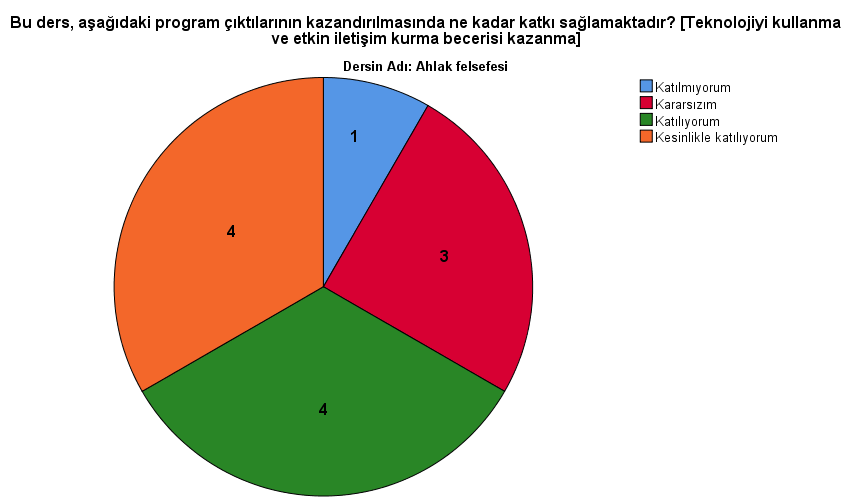 Bu ders, aşağıdaki program çıktılarının kazandırılmasında ne kadar katkı sağlamaktadır? [Teknolojiyi kullanma
ve etkin iletişim kurma becerisi kazanma]
Dersin Adı: Ahlak felsefesi
Katılmıyorum
Kararsızım
Katılıyorum
Kesinlikle katılıyorum
1
4
3
4